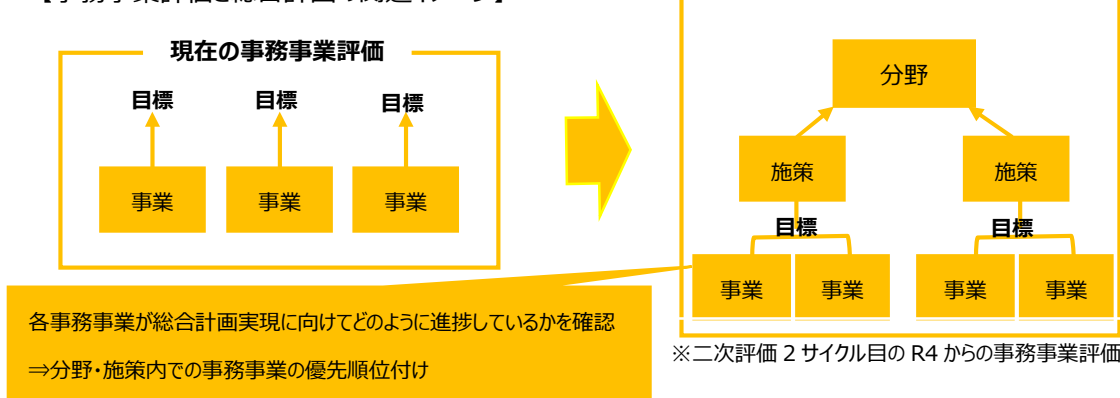 【事務事業評価と総合計画の関連イメージ】
現在の事務事業評価
目標 目標 目標
事業 事業 事業
分野
施策 施策
目標 目標
事業 事業 事業 事業
各事務事業が総合計画実現に向けてどのように進捗しているかを確認
⇒分野・施策内での事務事業の優先順位付け
※二次評価 2 サイクル目の R4 からの事務事業評価